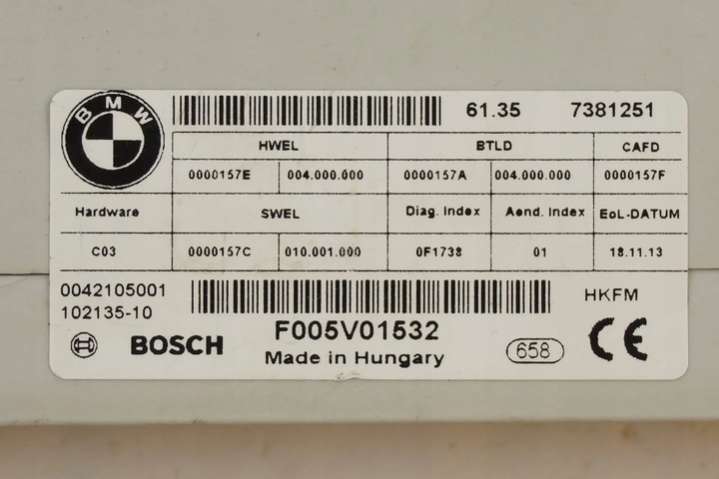 BMW
61.35 7381251
HWEL BTLD CAFD
0000157E 004.000.000 0000157A 004.000.000 0000157F
Hardware SWEL Diag. Index Aend. Index EoL-DATUM
C03 0000157C 010.001.000 0F1738 01 18.11.13
0042105001 HKFM
102135-10
BOSCH F005V01532 658 CE
Made in Hungary